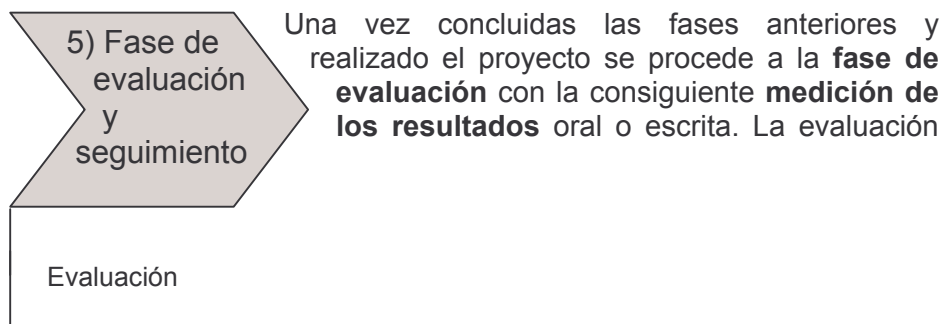 5) Fase de
evaluación
y
seguimiento
Una vez concluidas las fases anteriores y
realizado el proyecto se procede a la fase de
evaluación con la consiguiente medición de
los resultados oral o escrita. La evaluación
Evaluación